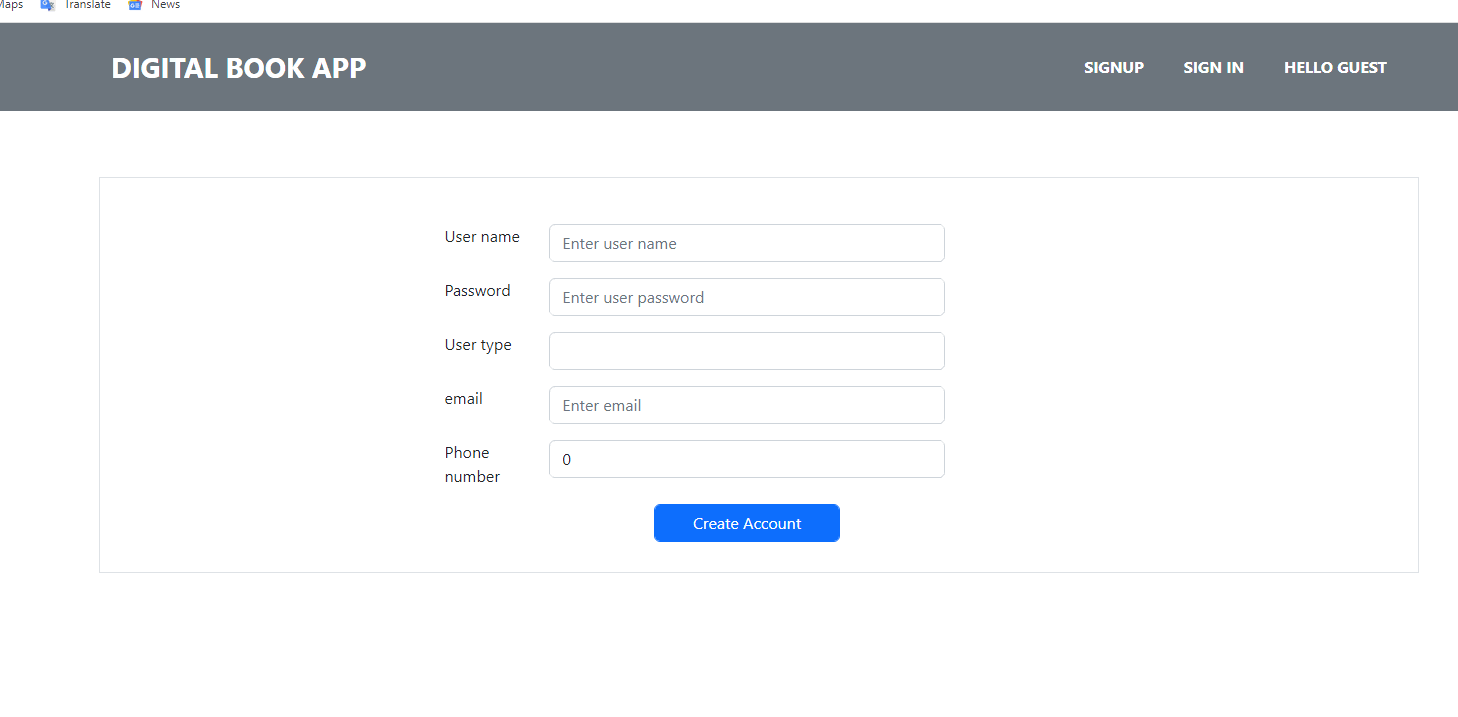 Translate News
DIGITAL BOOK APP SIGNUP SIGN IN HELLO GUEST
User name Enter user name
Password Enter user password
User type
email Enter email
Phone number 0
Create Account